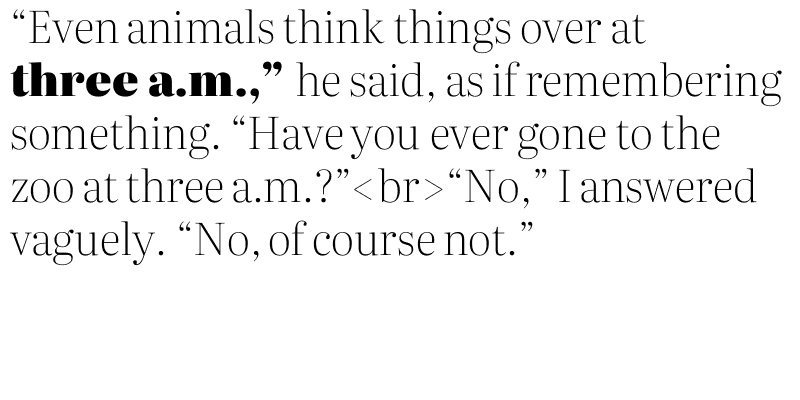 “Even animals think things over at
three a.m.,” he said, as if remembering
something. “Have you ever gone to the
zoo at three a.m.?”<br>“No,” I answered
vaguely. “No, of course not.”